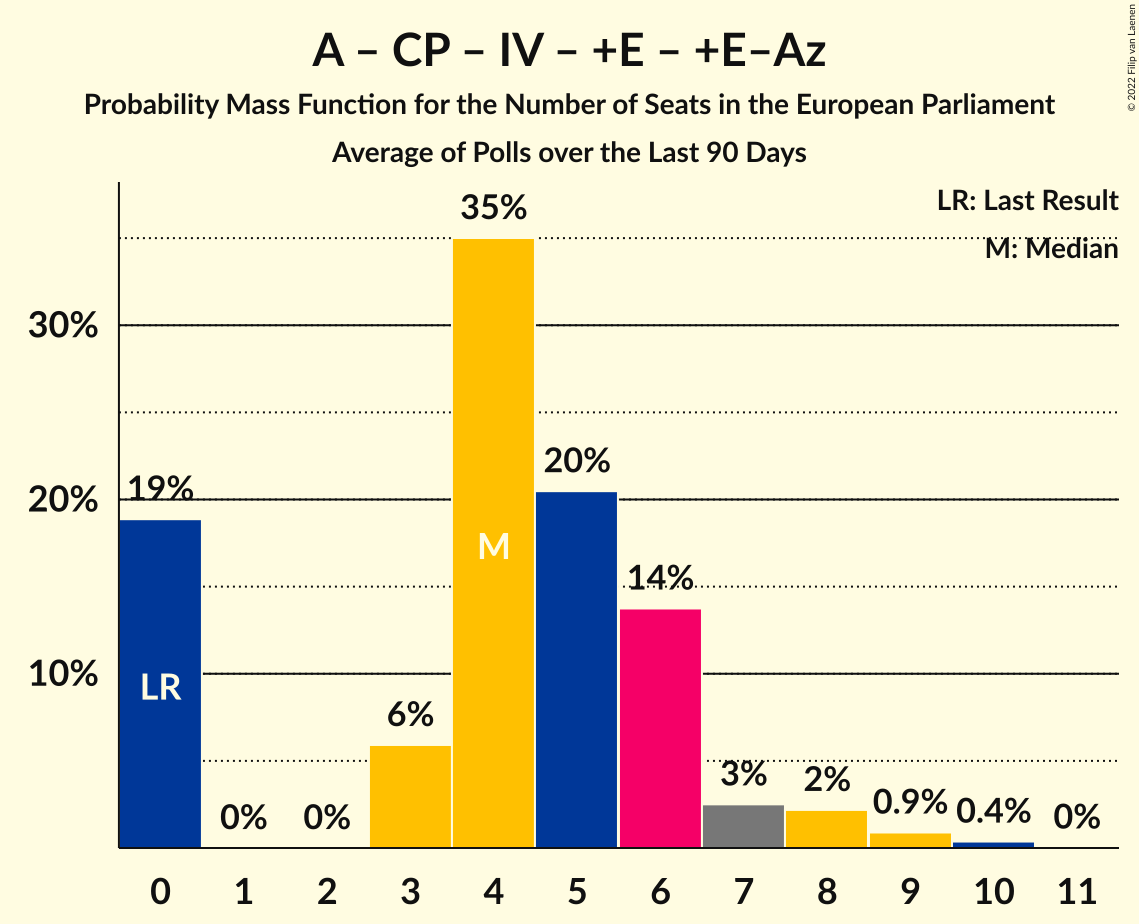 A – CP – IV – +E – +E–Az
Probability Mass Function for the Number of Seats in the European Parliament
Average of Polls over the Last 90 Days
© 2022 Filip van Laenen
LR: Last Result
M: Median
35%
30%
20%
19%
20%
M
14%
10%
LR
6%
3%
2%
0.9%
0.4%
0%
0%
0%
0 1 2 3 4 5 6 7 8 9 10 11